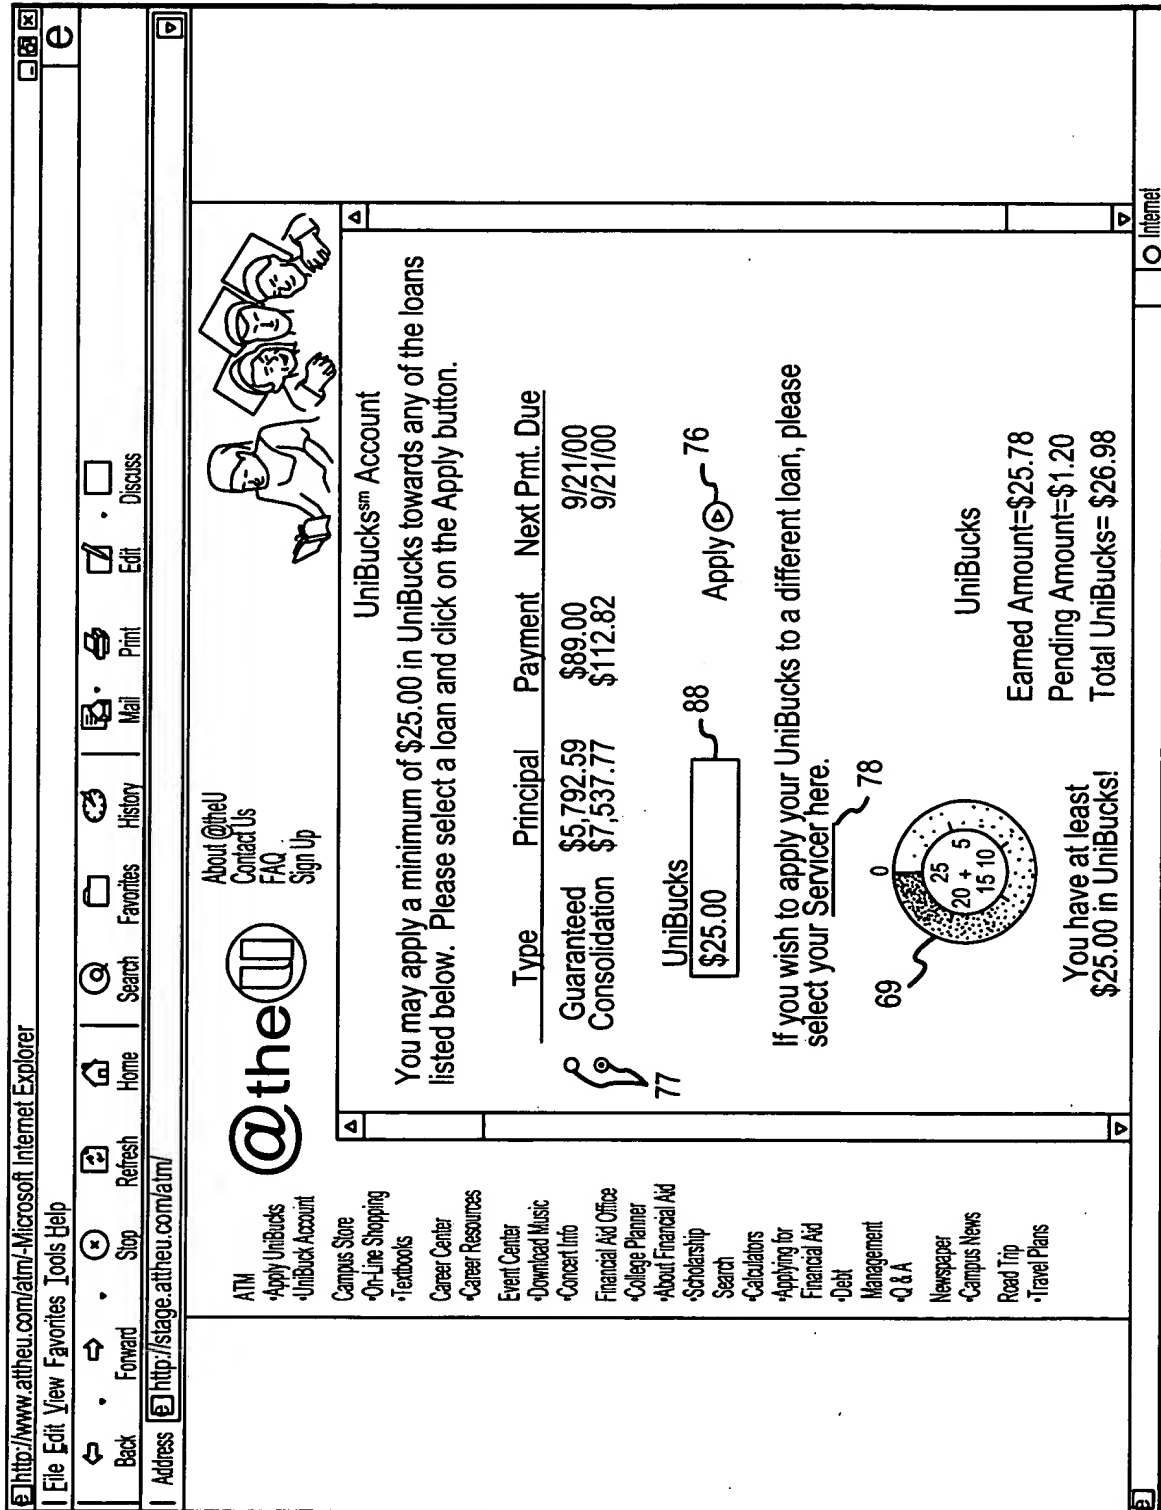 http://www.attheu.com/atm/-Microsoft Internet Explorer
File Edit View Favorites Tools Help
Back Forward Stop Refresh Home Search Favorites History Mail Print Edit Discuss
Address http://stage.attheu.com/atm/
@theU
About @theU
Contact Us
FAQ
Sign Up
ATM
•Apply UniBucks
•UniBuck Account
Campus Store
•On-Line Shopping
•Textbooks
Career Center
•Career Resources
Event Center
•Download Music
•Concert Info
Financial Aid Office
•College Planner
•About Financial Aid
•Scholarship
Search
•Calculators
•Applying for
Financial Aid
•Debt
Management
•Q & A
Newspaper
•Campus News
Road Trip
•Travel Plans
UniBucks℠ Account
You may apply a minimum of $25.00 in UniBucks towards any of the loans
listed below. Please select a loan and click on the Apply button.
Type Principal Payment Next Pmt. Due
Guaranteed $5,792.59 $89.00 9/21/00
Consolidation $7,537.77 $112.82 9/21/00
77
UniBucks
$25.00
88
Apply
76
If you wish to apply your UniBucks to a different loan, please
select your Servicer here.
78
69
0
25 5
20 + 
15 10
You have at least
$25.00 in UniBucks!
UniBucks
Earned Amount=$25.78
Pending Amount=$1.20
Total UniBucks= $26.98
Internet